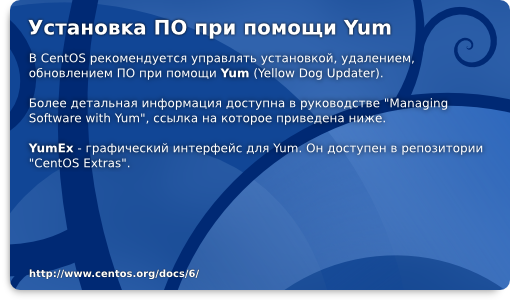 Установка ПО при помощи Yum
В CentOS рекомендуется управлять установкой, удалением,
обновлением ПО при помощи Yum (Yellow Dog Updater).
Более детальная информация доступна в руководстве "Managing
Software with Yum", ссылка на которое приведена ниже.
YumEx - графический интерфейс для Yum. Он доступен в репозитории
"CentOS Extras".
http://www.centos.org/docs/6/